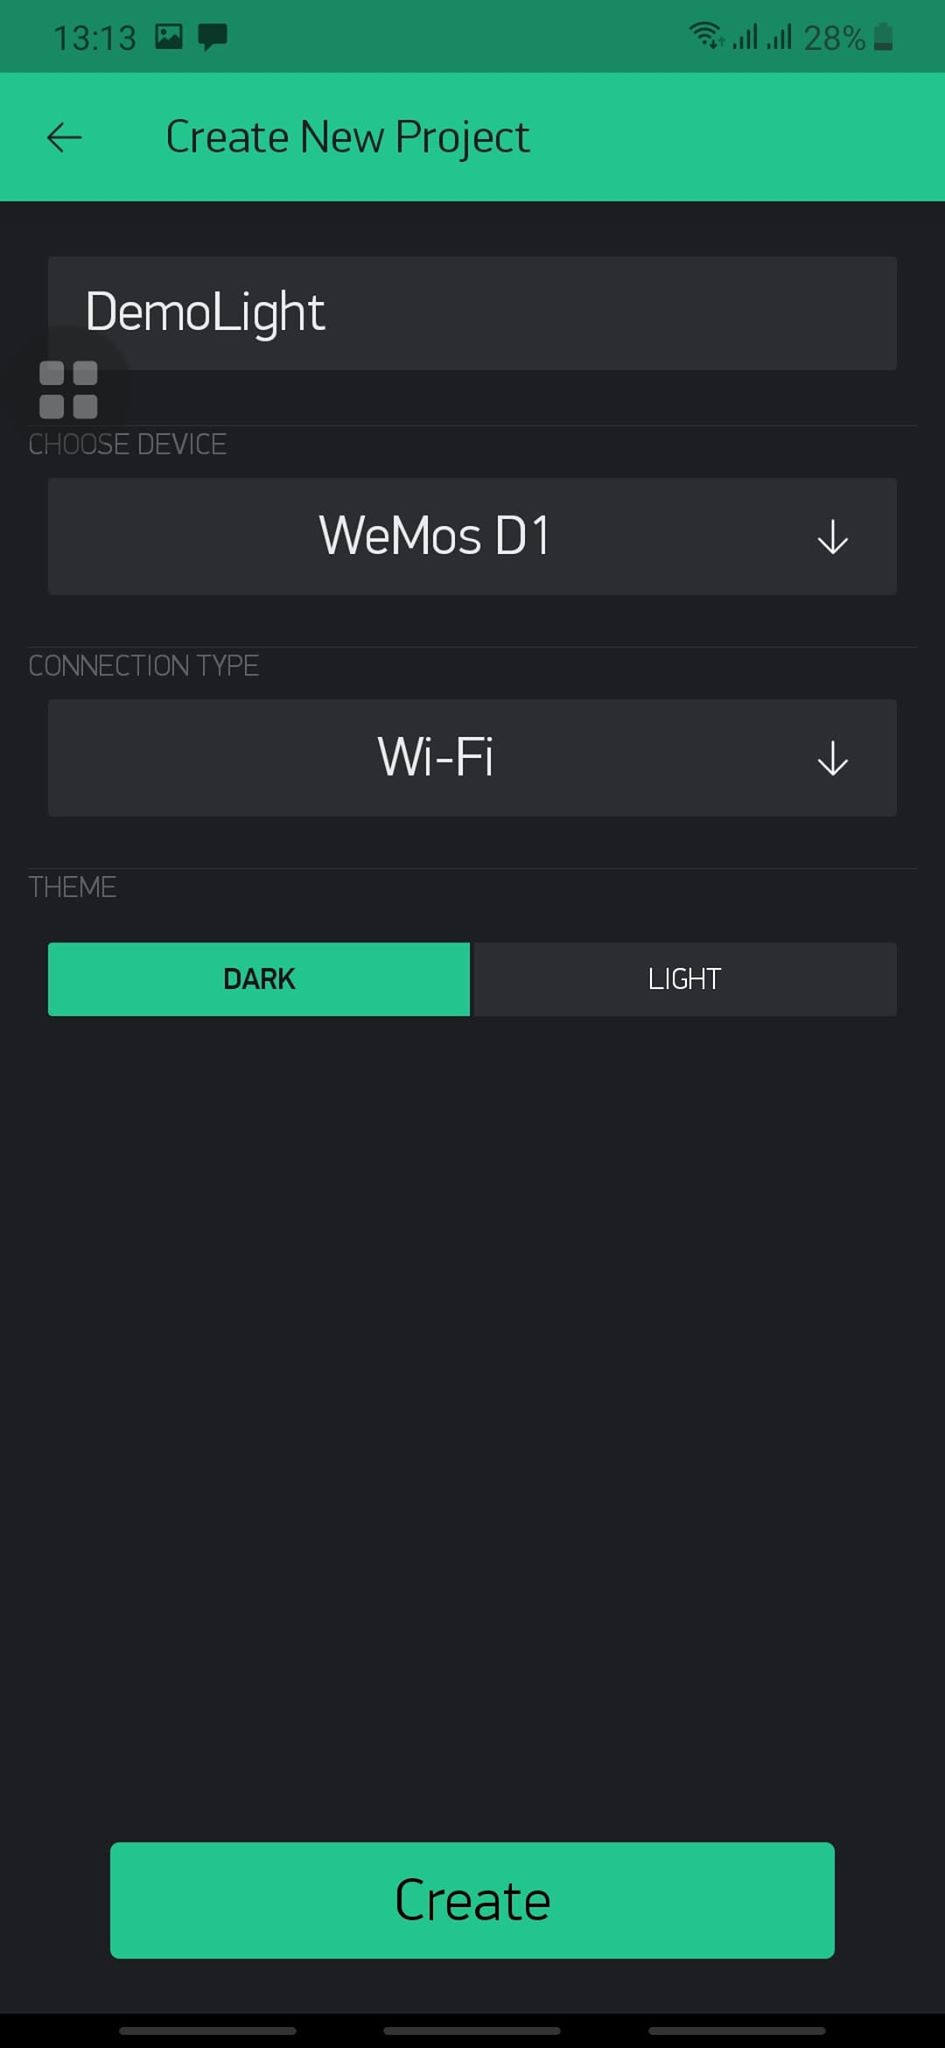 13:13 28%
Create New Project
DemoLight
CHOOSE DEVICE
WeMos D1
CONNECTION TYPE
Wi-Fi
THEME
DARK LIGHT
Create